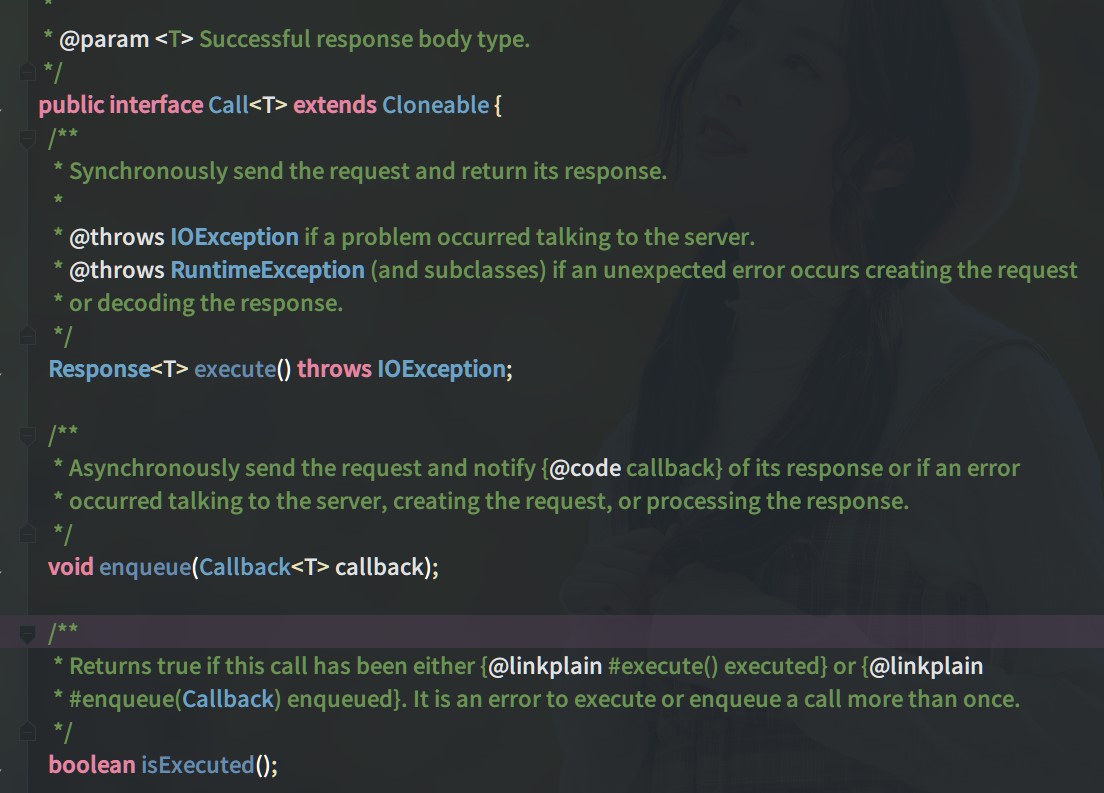 *
* @param <T> Successful response body type.
*/
public interface Call<T> extends Cloneable {
/**
* Synchronously send the request and return its response.
*
* @throws IOException if a problem occurred talking to the server.
* @throws RuntimeException (and subclasses) if an unexpected error occurs creating the request
* or decoding the response.
*/
Response<T> execute() throws IOException;
/**
* Asynchronously send the request and notify {@code callback} of its response or if an error
* occurred talking to the server, creating the request, or processing the response.
*/
void enqueue(Callback<T> callback);
/**
* Returns true if this call has been either {@linkplain #execute() executed} or {@linkplain
* #enqueue(Callback) enqueued}. It is an error to execute or enqueue a call more than once.
*/
boolean isExecuted();